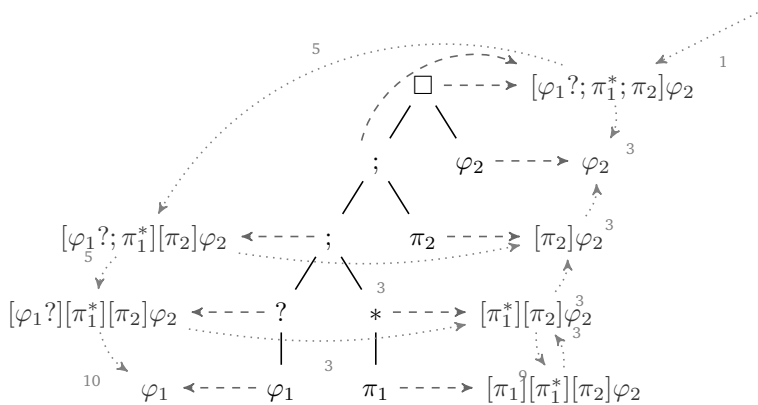 5
1
□ [φ₁?; π₁*; π₂]φ₂
; φ₂ φ₂ 3
[φ₁?; π₁*][π₂]φ₂ ; π₂ [π₂]φ₂ 3
5
3
[φ₁?][π₁*][π₂]φ₂ ? * [π₁*][π₂]φ₂ 3
3
3
10 φ₁ φ₁ π₁ [π₁][π₁*][π₂]φ₂ 9